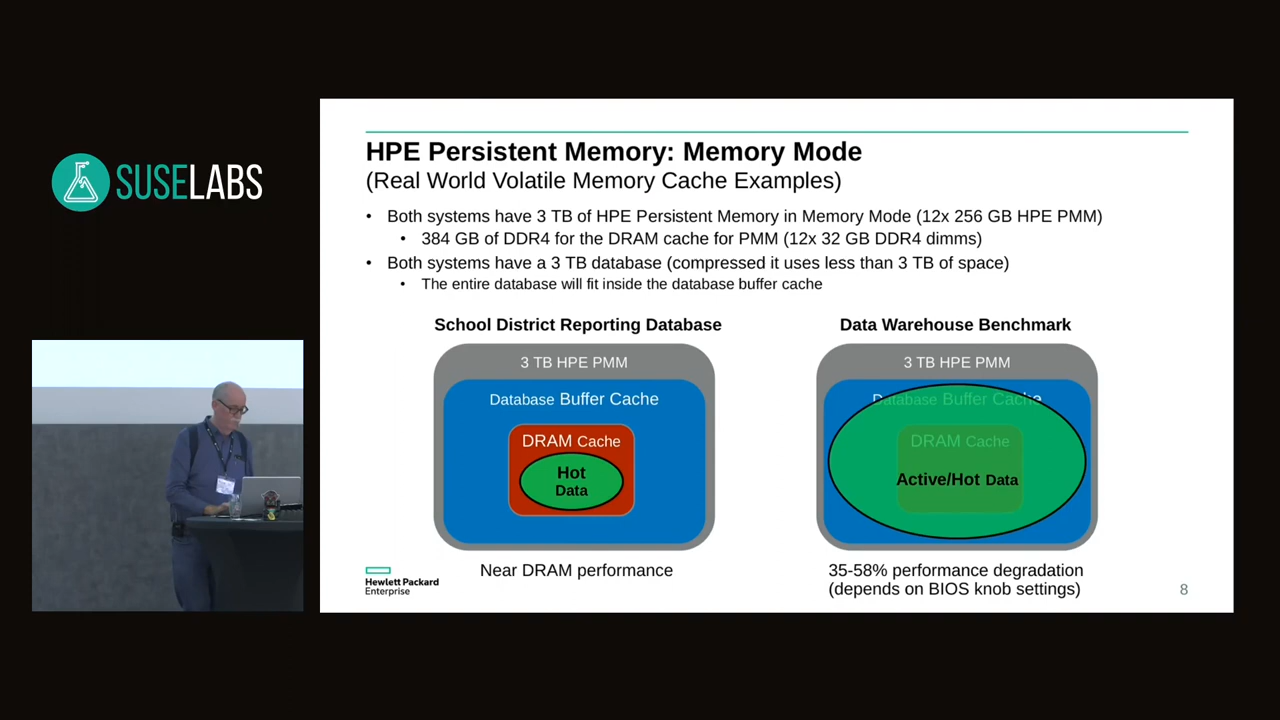 SUSELABS
HPE Persistent Memory: Memory Mode
(Real World Volatile Memory Cache Examples)
• Both systems have 3 TB of HPE Persistent Memory in Memory Mode (12x 256 GB HPE PMM)
• 384 GB of DDR4 for the DRAM cache for PMM (12x 32 GB DDR4 dimms)
• Both systems have a 3 TB database (compressed it uses less than 3 TB of space)
• The entire database will fit inside the database buffer cache
School District Reporting Database
3 TB HPE PMM
Database Buffer Cache
DRAM Cache
Hot
Data
Near DRAM performance
Data Warehouse Benchmark
3 TB HPE PMM
Database Buffer Cache
DRAM Cache
Active/Hot Data
35-58% performance degradation
(depends on BIOS knob settings)
Hewlett Packard
Enterprise
8